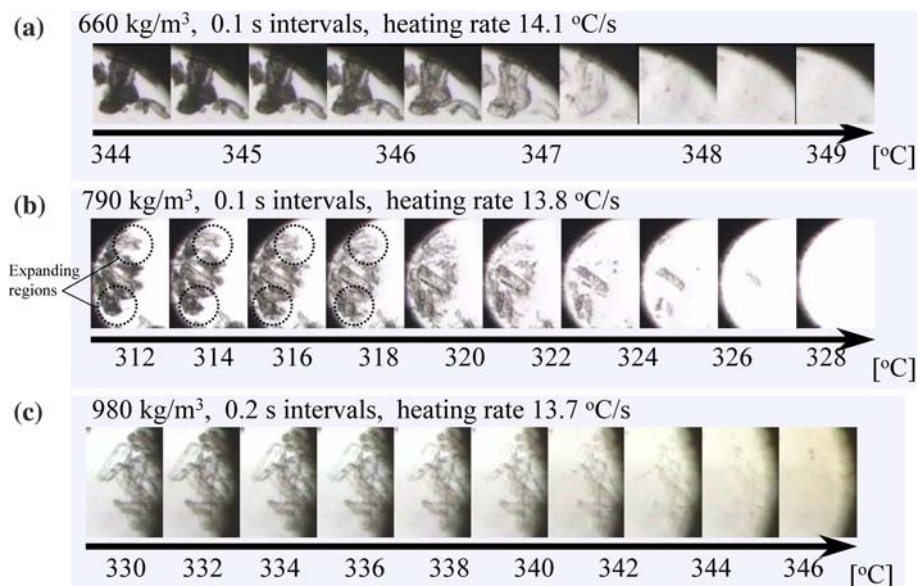 (a) 660 kg/m³, 0.1 s intervals, heating rate 14.1 °C/s
344 345 346 347 348 349 [°C]
(b) 790 kg/m³, 0.1 s intervals, heating rate 13.8 °C/s
Expanding
regions
312 314 316 318 320 322 324 326 328 [°C]
(c) 980 kg/m³, 0.2 s intervals, heating rate 13.7 °C/s
330 332 334 336 338 340 342 344 346 [°C]